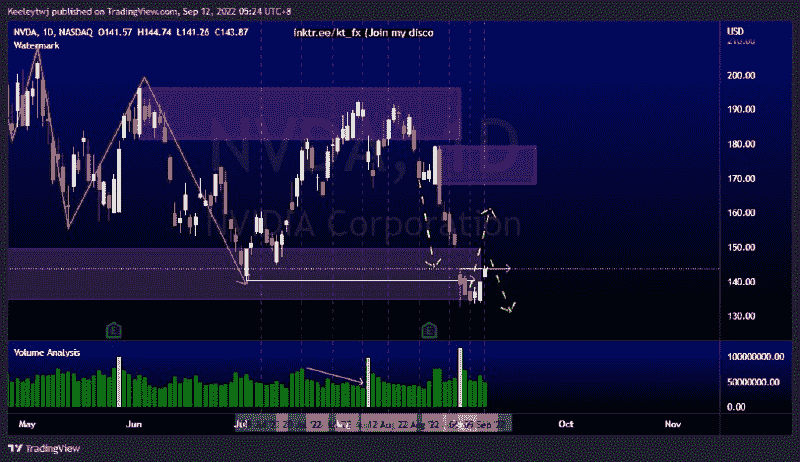 Keeleytwj published on TradingView.com, Sep 12, 2022 05:24 UTC+8
NVDA, 1D, NASDAQ O141.57 H144.74 L141.26 C143.87
inktr.ee/kt_fx (Join my disco
USD
Watermark
210.00
200.00
190.00
180.00
170.00
160.00
150.00
140.00
130.00
NVDA, 1D
NVIDIA Corporation
E
E
Volume Analysis
100000000.00
50000000.00
0.00
May
Jun
Jul
'22
'22
Aug 22
Aug '22
Sep
Oct
Nov
TradingView